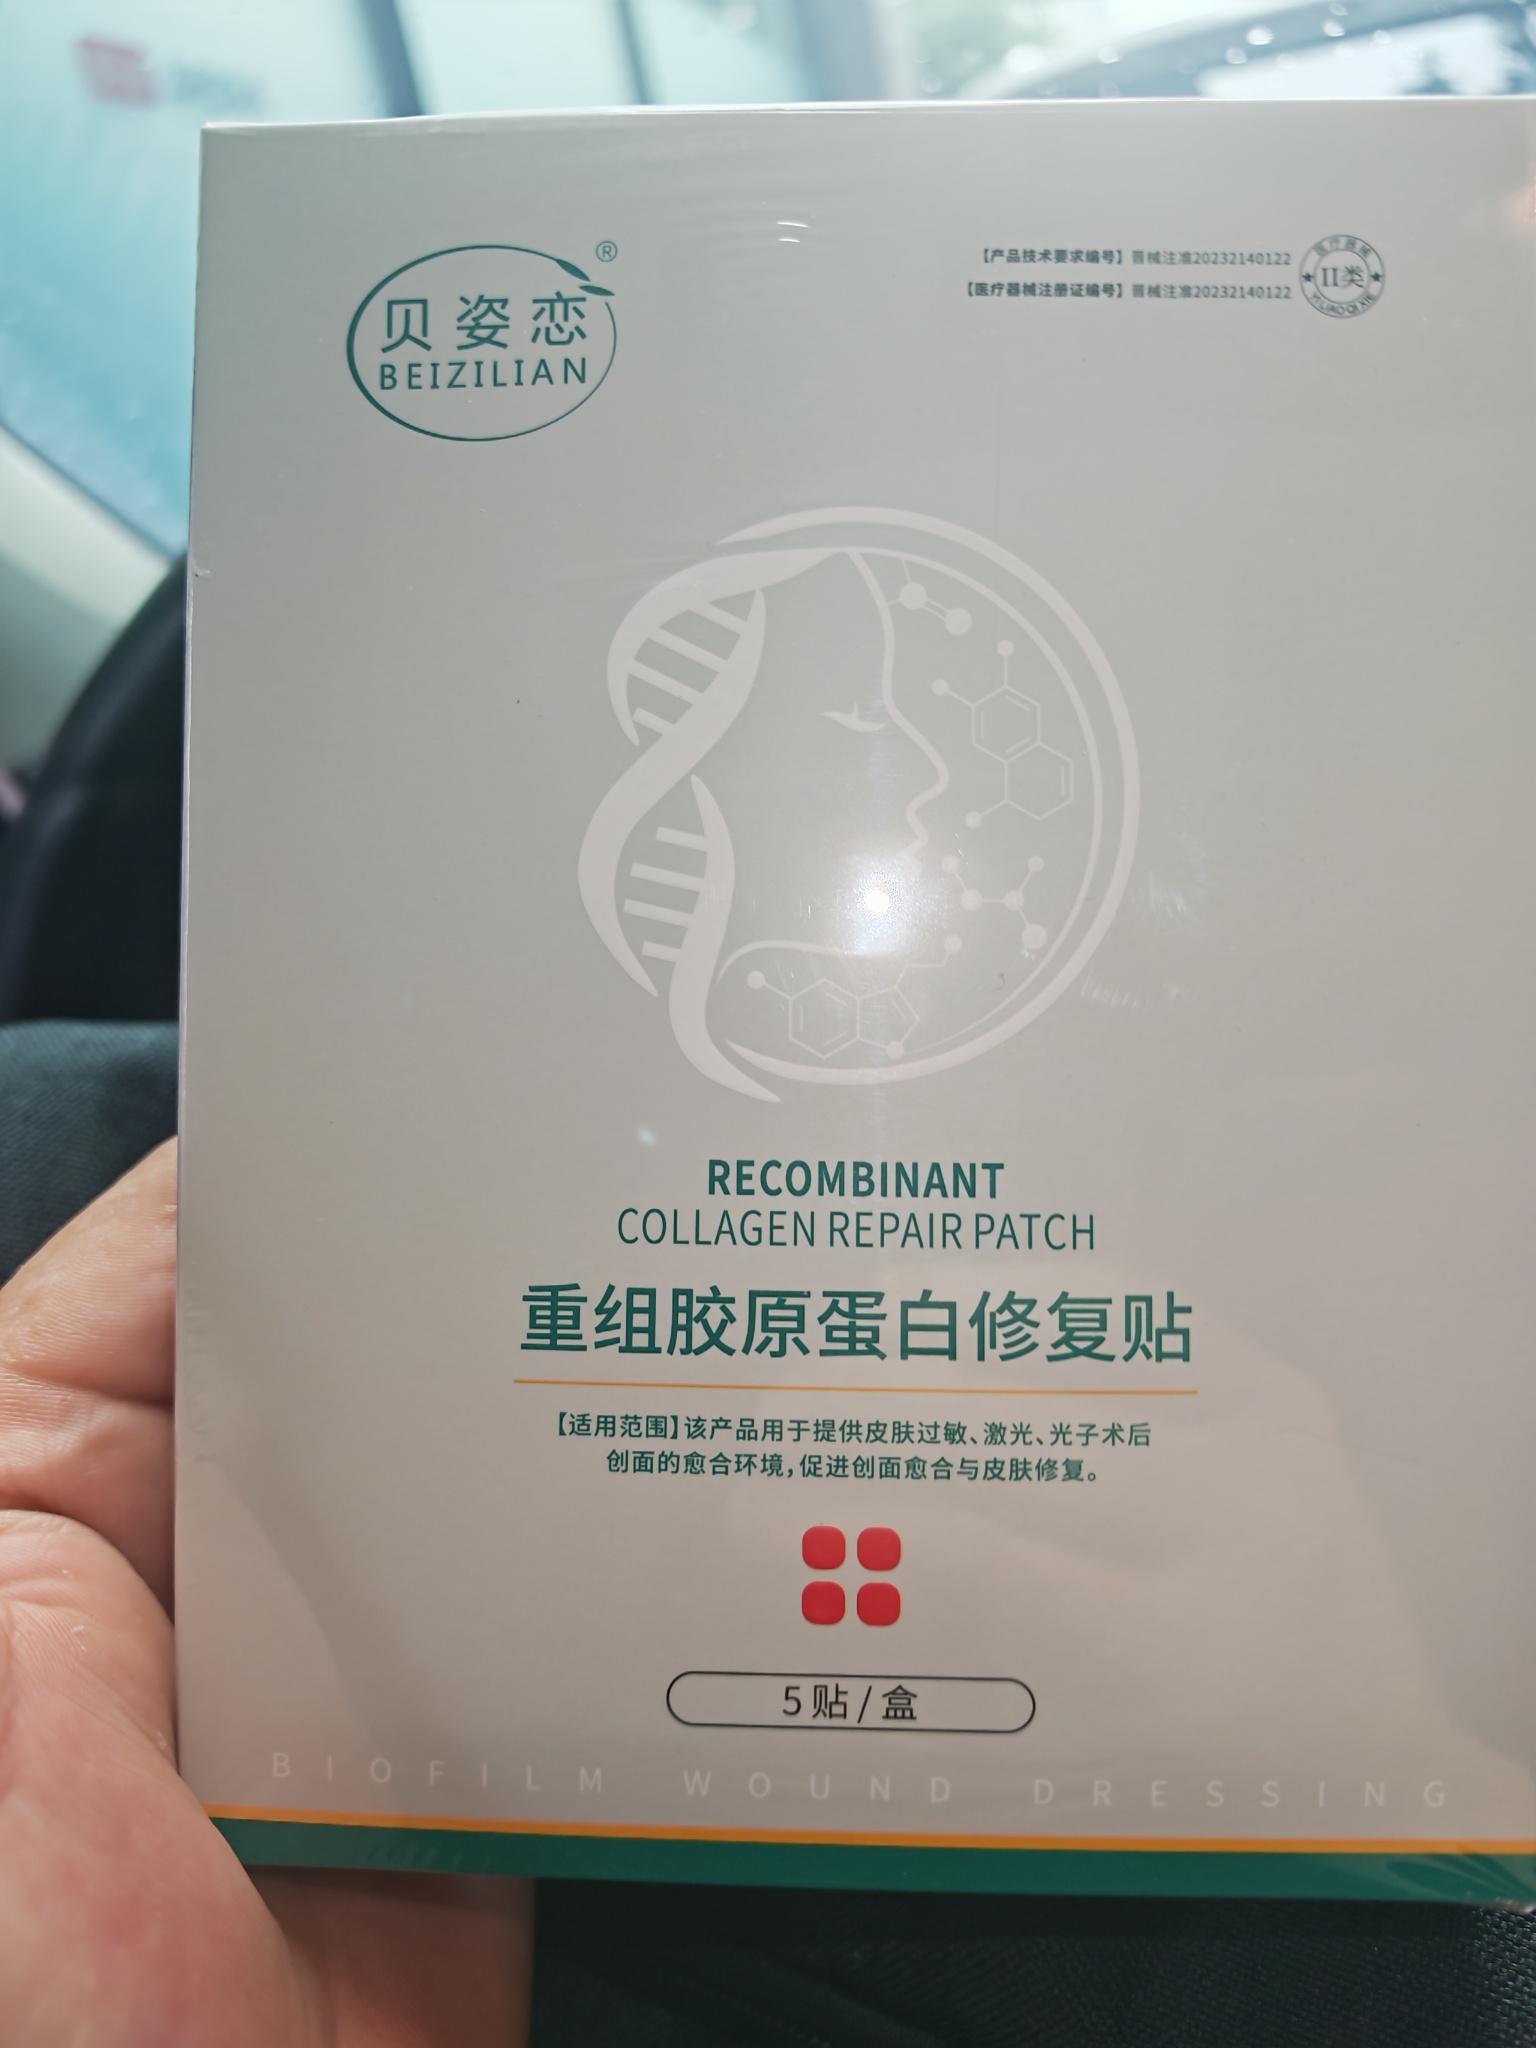 贝姿恋®
BEIZILIAN
【产品技术要求编号】晋械注准20232140122
【医疗器械注册证编号】晋械注准20232140122
医疗器械
II类
YILIAOQIXIE
RECOMBINANT
COLLAGEN REPAIR PATCH
重组胶原蛋白修复贴
【适用范围】该产品用于提供皮肤过敏、激光、光子术后
创面的愈合环境，促进创面愈合与皮肤修复。
5贴/盒
BIOFILM WOUND DRESSING